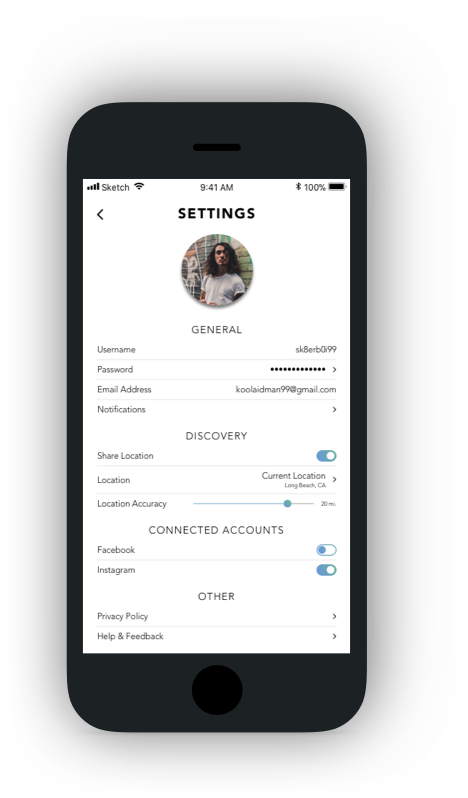 Sketch 9:41 AM 100%
SETTINGS
GENERAL
Username sk8erb0i99
Password •••••••••••••
Email Address koolaidman99@gmail.com
Notifications
DISCOVERY
Share Location
Location Current Location
Long Beach, CA
Location Accuracy 20 mi.
CONNECTED ACCOUNTS
Facebook
Instagram
OTHER
Privacy Policy
Help & Feedback